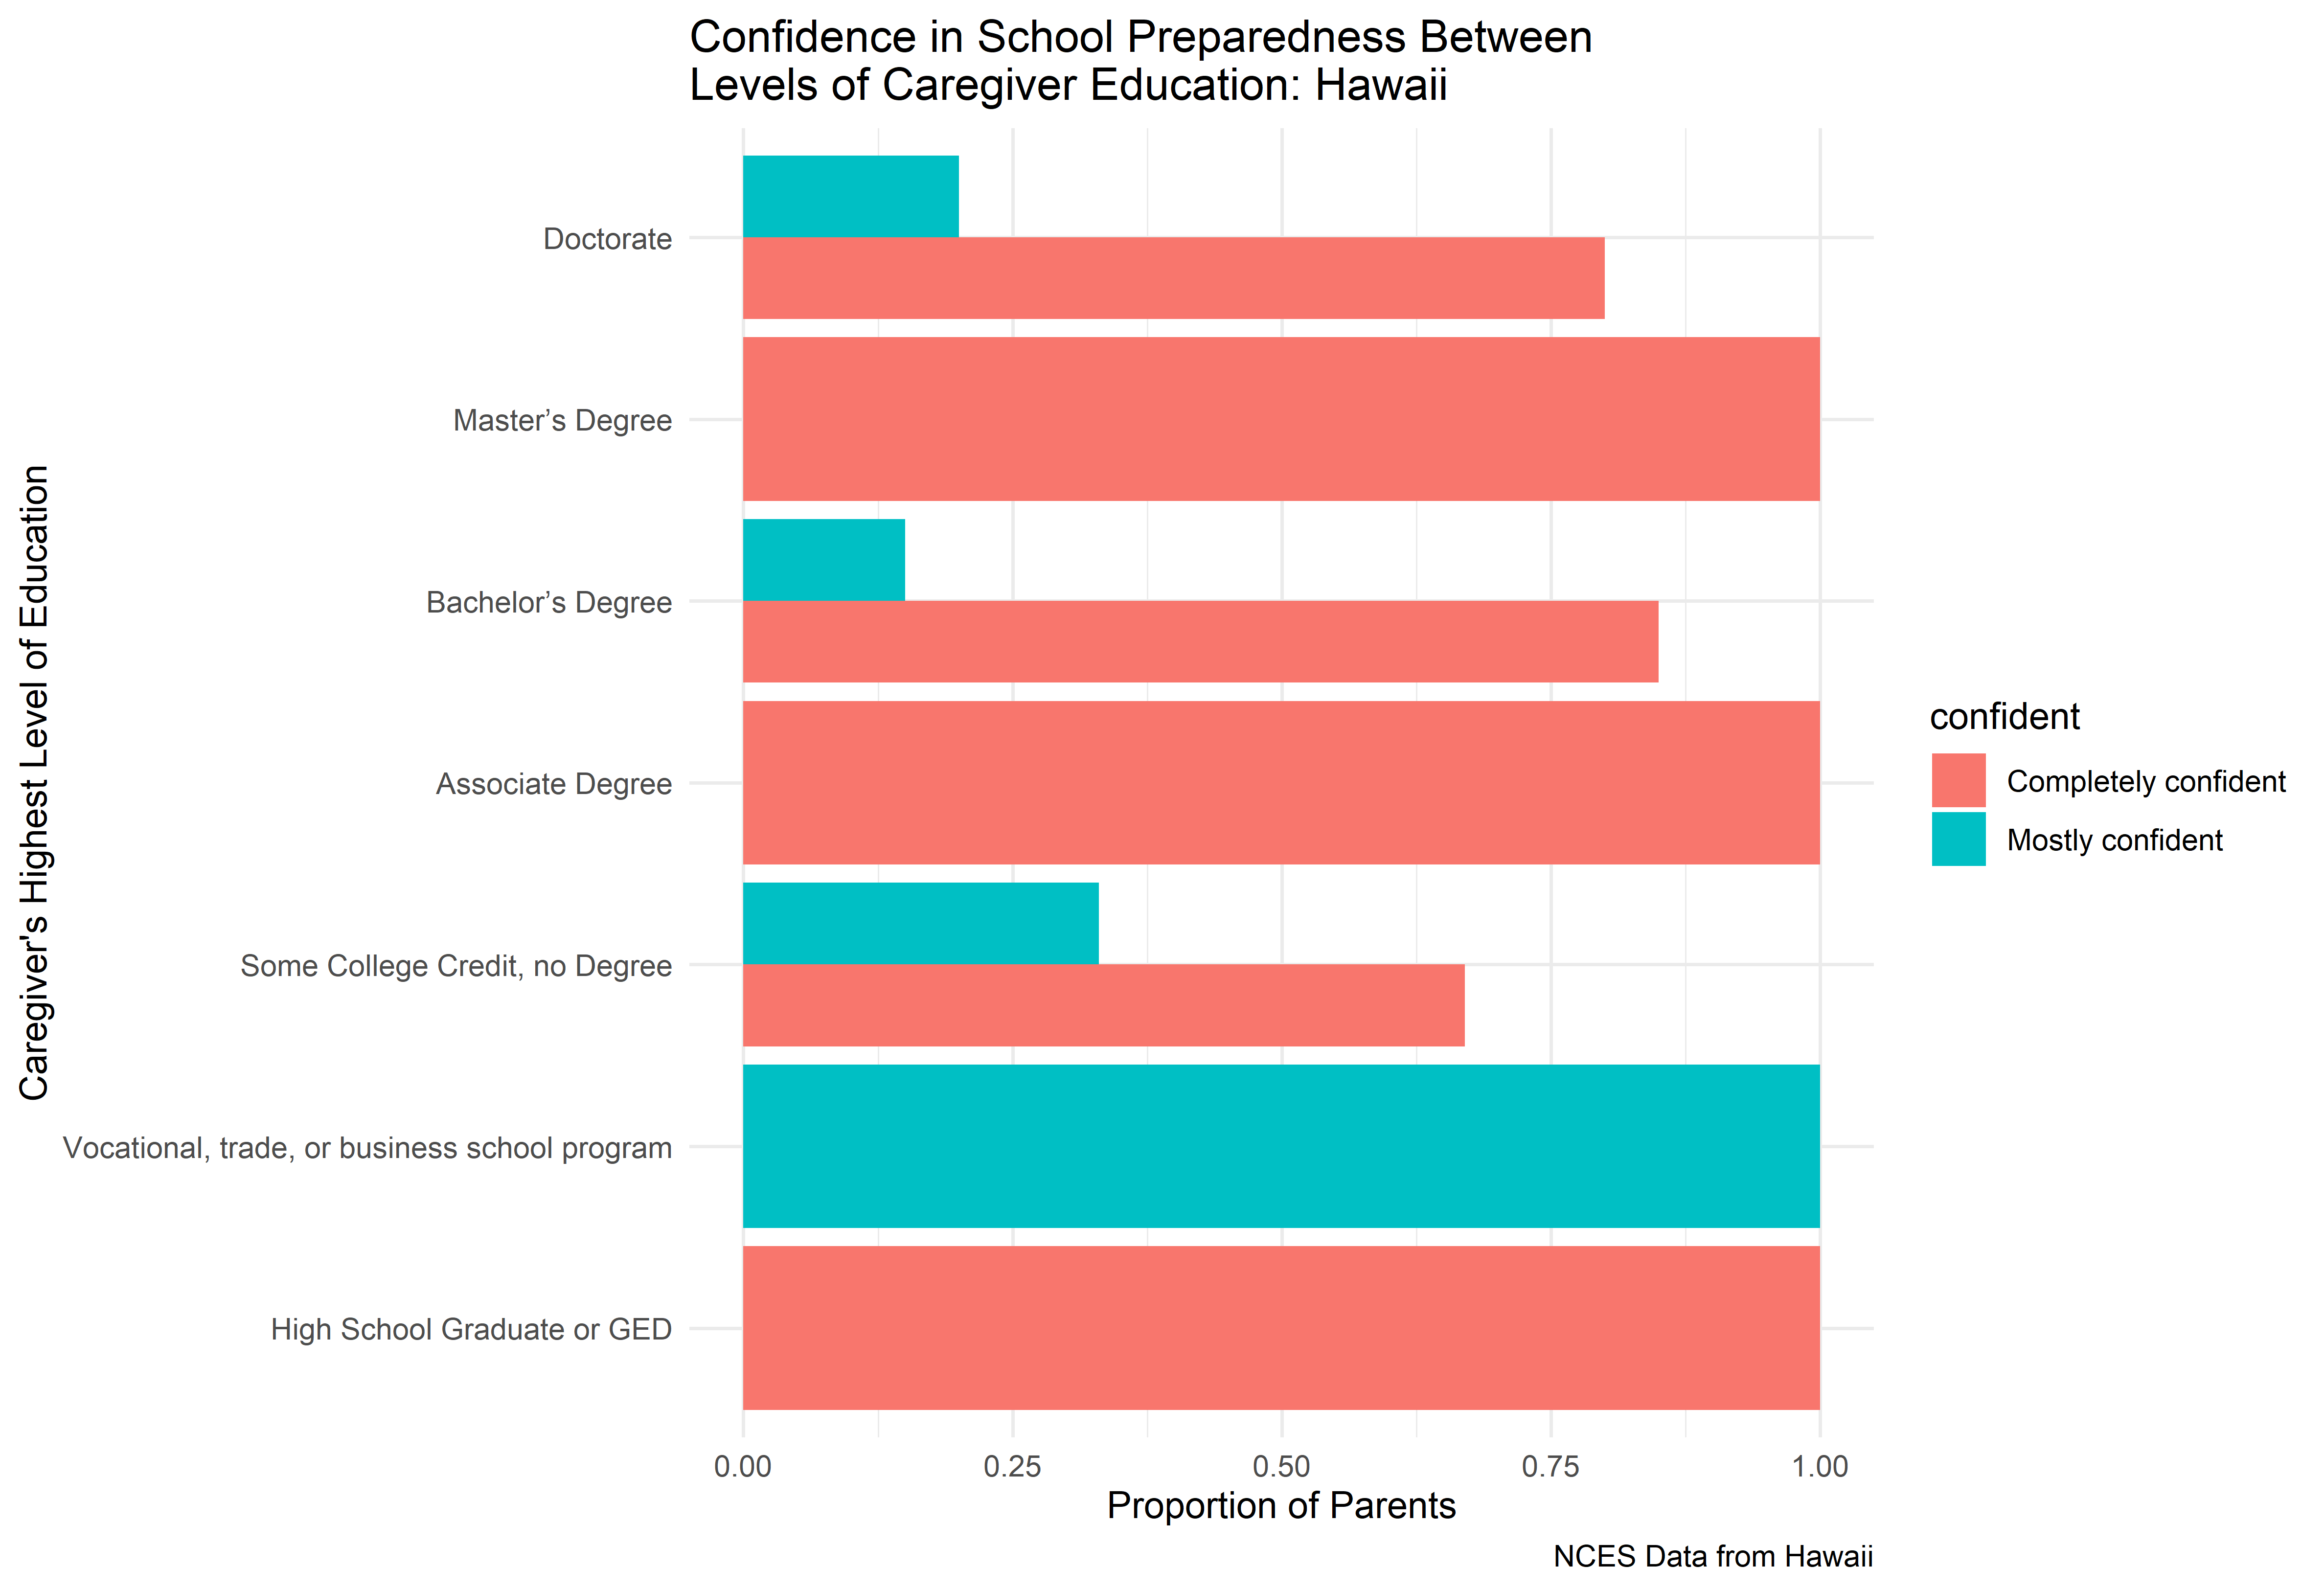 Confidence in School Preparedness Between
Levels of Caregiver Education: Hawaii
Caregiver's Highest Level of Education
Doctorate
Master’s Degree
Bachelor’s Degree
Associate Degree
Some College Credit, no Degree
Vocational, trade, or business school program
High School Graduate or GED
0.00 0.25 0.50 0.75 1.00
Proportion of Parents
confident
Completely confident
Mostly confident
NCES Data from Hawaii